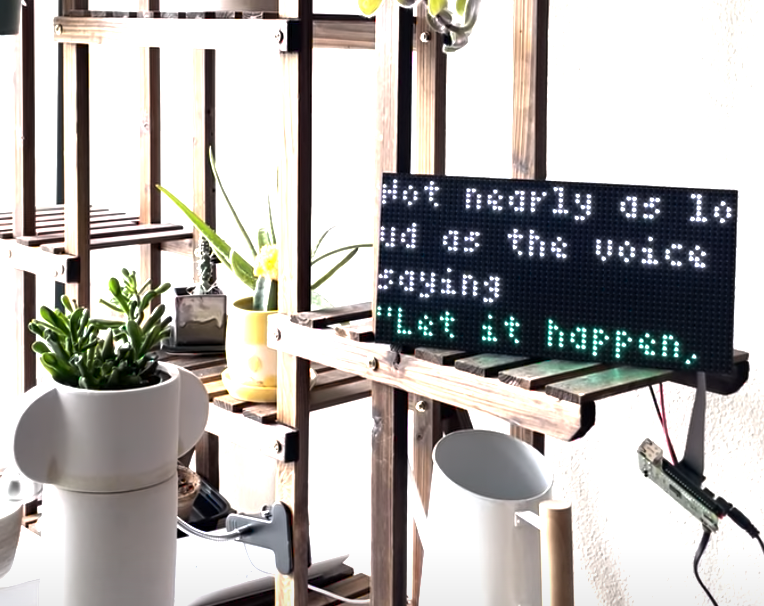 Not nearly as lo
ud as the voice
saying
"Let it happen,